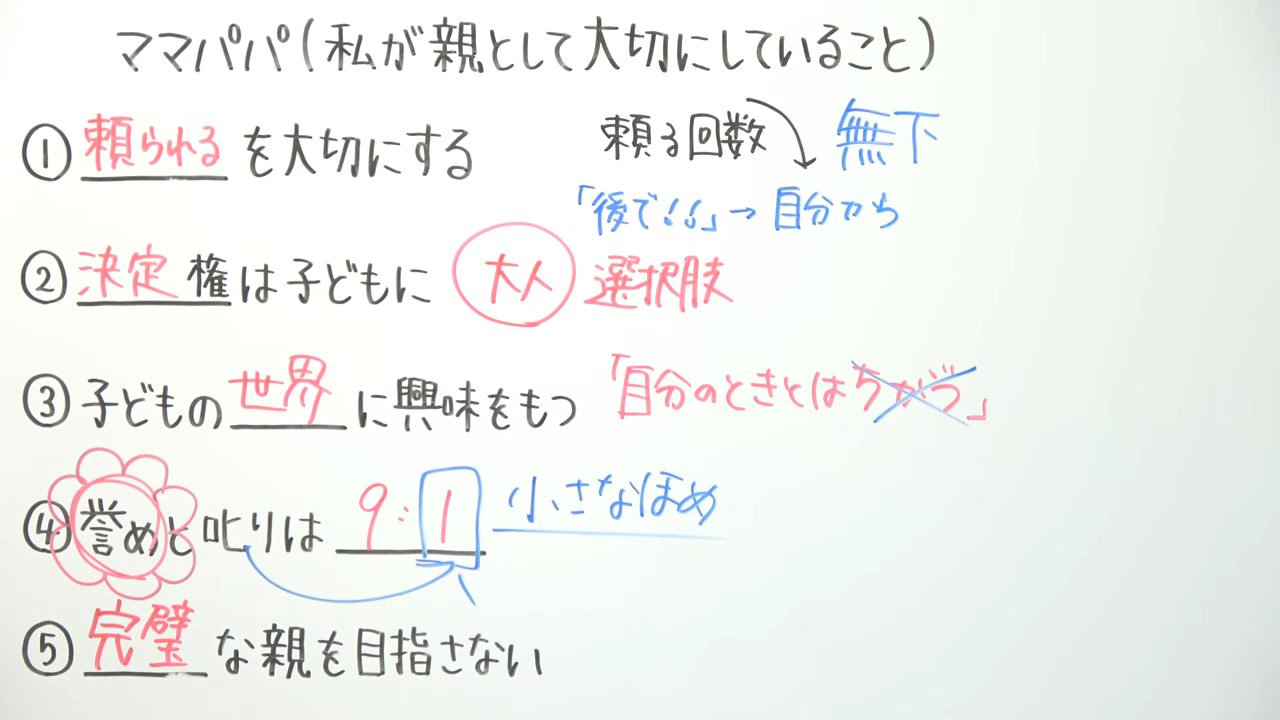 ママパパ(私が親として大切にしていること)
① 頼られるを大切にする
頼る回数 無下
「後で!!」→自分から
② 決定権は子どもに 大人 選択肢
③ 子どもの世界に興味をもつ 「自分のときとはちがう」
④ 誉めと叱りは 9:1 小さなほめ
⑤ 完璧な親を目指さない